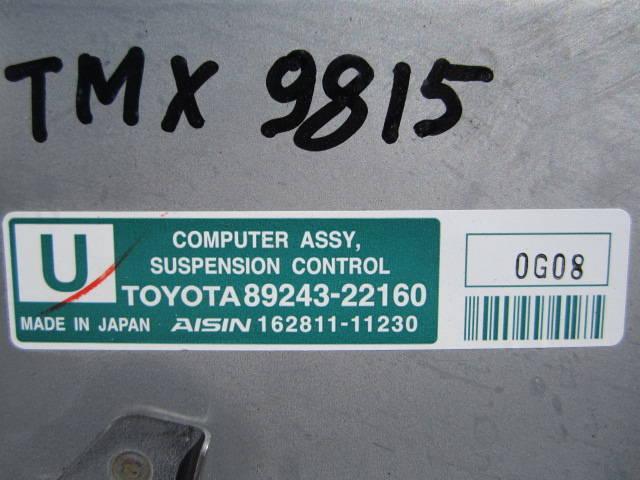 TMX 9815
U
COMPUTER ASSY,
SUSPENSION CONTROL
TOYOTA 89243-22160
MADE IN JAPAN AISIN 162811-11230
0G08